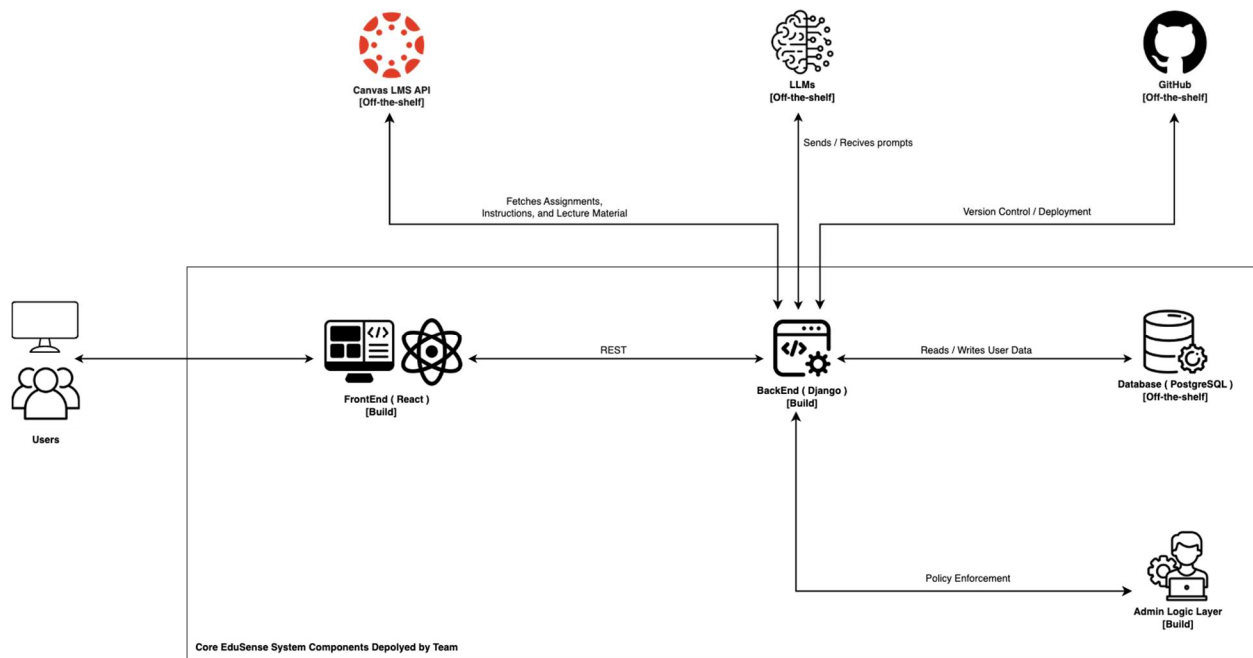 Canvas LMS API
[Off-the-shelf]
LLMs
[Off-the-shelf]
GitHub
[Off-the-shelf]
Sends / Recives prompts
Fetches Assignments,
Instructions, and Lecture Material
Version Control / Deployment
Users
FrontEnd ( React )
[Build]
REST
BackEnd ( Django )
[Build]
Reads / Writes User Data
Database ( PostgreSQL )
[Off-the-shelf]
Policy Enforcement
Admin Logic Layer
[Build]
Core EduSense System Components Depolyed by Team